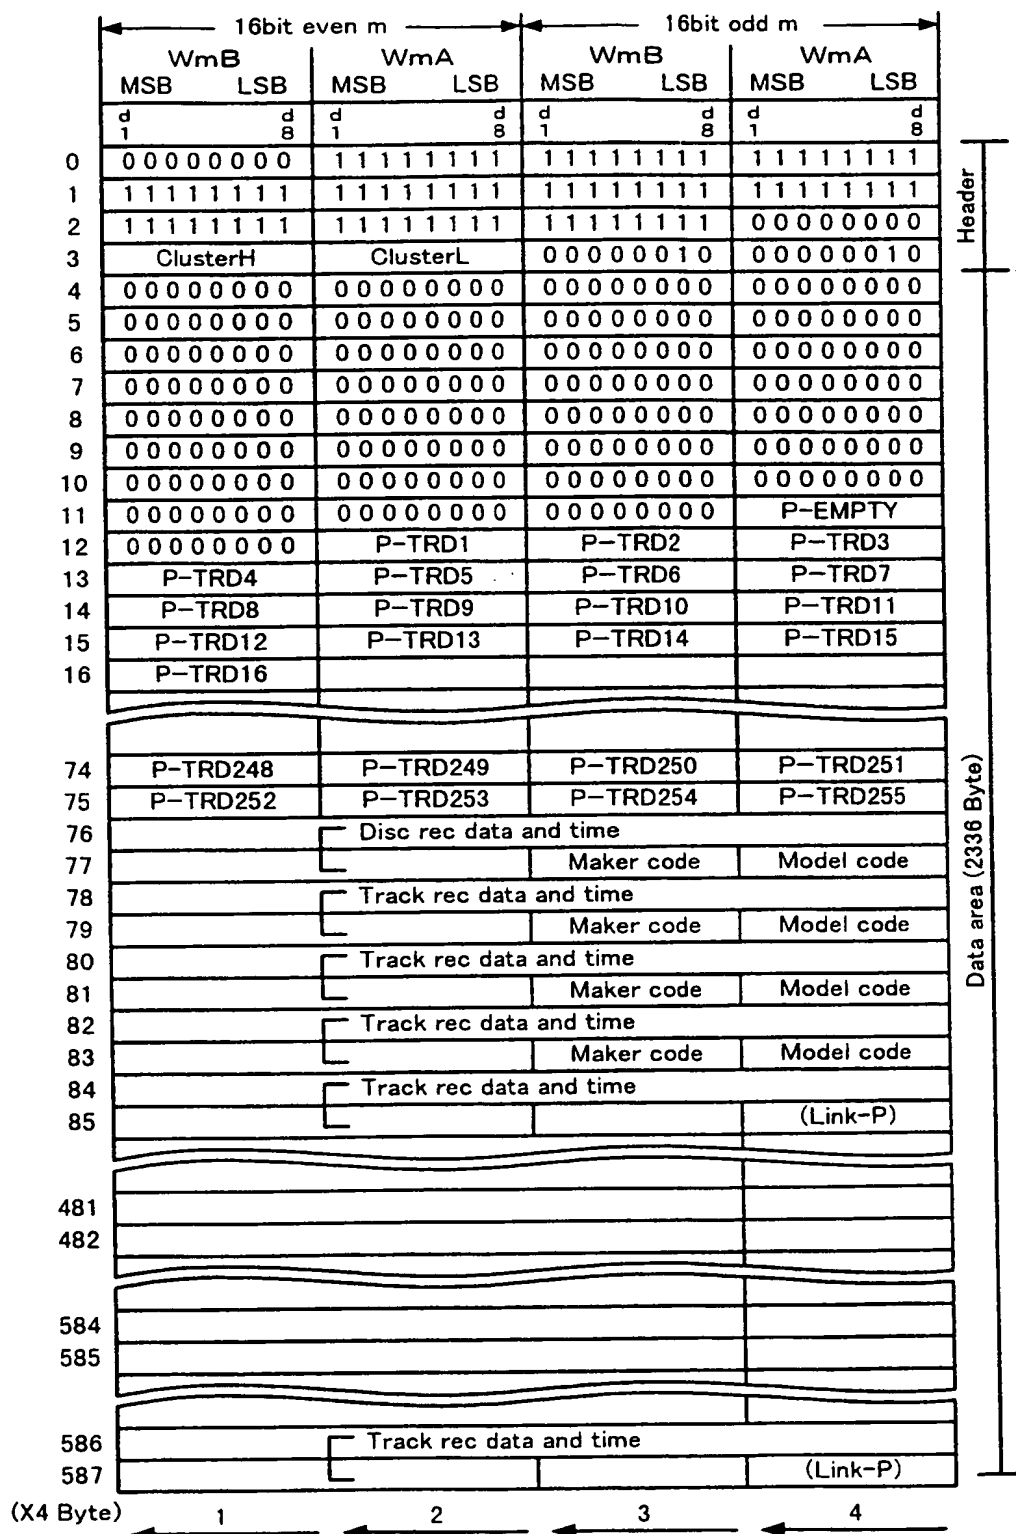 16bit even m 16bit odd m
WmB WmA WmB WmA
MSB LSB MSB LSB MSB LSB MSB LSB
d d d d d d d d
1 8 1 8 1 8 1 8
0 00000000 11111111 11111111 11111111
1 11111111 11111111 11111111 11111111
2 11111111 11111111 11111111 00000000
3 ClusterH ClusterL 00000010 00000010
Header
4 00000000 00000000 00000000 00000000
5 00000000 00000000 00000000 00000000
6 00000000 00000000 00000000 00000000
7 00000000 00000000 00000000 00000000
8 00000000 00000000 00000000 00000000
9 00000000 00000000 00000000 00000000
10 00000000 00000000 00000000 00000000
11 00000000 00000000 00000000 P-EMPTY
12 00000000 P-TRD1 P-TRD2 P-TRD3
13 P-TRD4 P-TRD5 P-TRD6 P-TRD7
14 P-TRD8 P-TRD9 P-TRD10 P-TRD11
15 P-TRD12 P-TRD13 P-TRD14 P-TRD15
16 P-TRD16
74 P-TRD248 P-TRD249 P-TRD250 P-TRD251
75 P-TRD252 P-TRD253 P-TRD254 P-TRD255
76 Disc rec data and time
77 Maker code Model code
78 Track rec data and time
79 Maker code Model code
80 Track rec data and time
81 Maker code Model code
82 Track rec data and time
83 Maker code Model code
84 Track rec data and time
85 (Link-P)
481
482
584
585
586 Track rec data and time
587 (Link-P)
Data area (2336 Byte)
(X4 Byte) 1 2 3 4